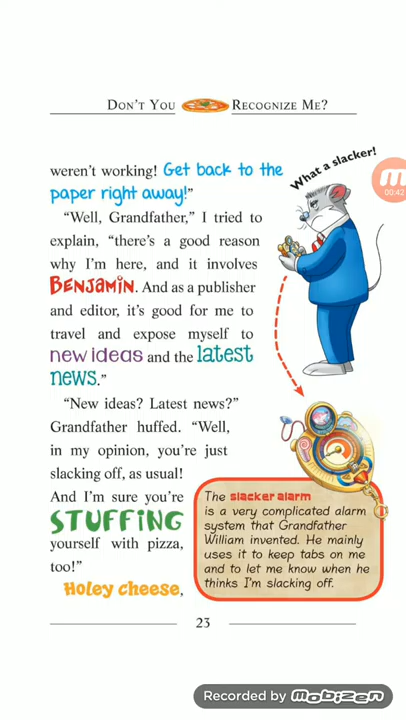 DON'T YOU RECOGNIZE ME?
What a slacker!
00:42
weren't working! Get back to the
paper right away!"
"Well, Grandfather," I tried to
explain, "there's a good reason
why I'm here, and it involves
BENJAMIN. And as a publisher
and editor, it's good for me to
travel and expose myself to
new ideas and the latest
news."
"New ideas? Latest news?"
Grandfather huffed. "Well,
in my opinion, you're just
slacking off, as usual!
And I'm sure you're
STUFFING
yourself with pizza,
too!"
Holey cheese,
The slacker alarm
is a very complicated alarm
system that Grandfather
William invented. He mainly
uses it to keep tabs on me
and to let me know when he
thinks I'm slacking off.
23
Recorded by mobizen